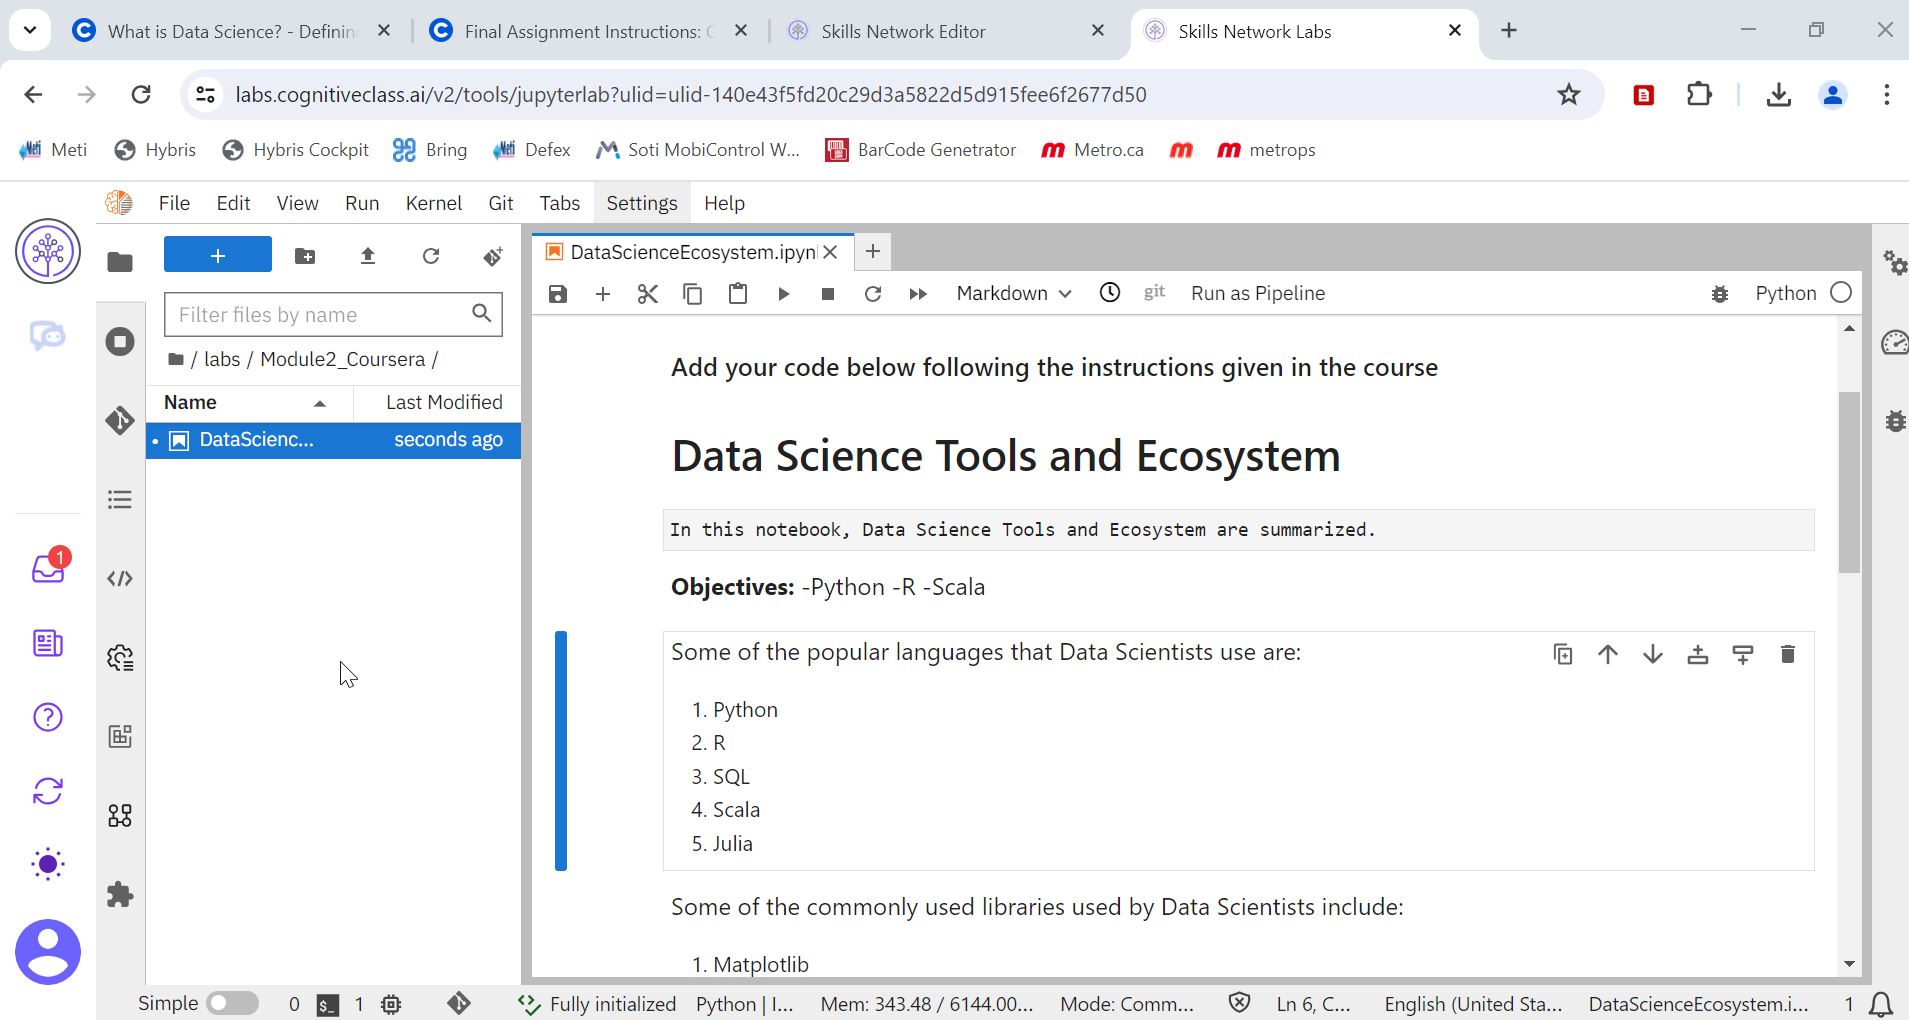 What is Data Science? - Defining
Final Assignment Instructions: C
Skills Network Editor
Skills Network Labs
labs.cognitiveclass.ai/v2/tools/jupyterlab?ulid=ulid-140e43f5fd20c29d3a5822d5d915fee6f2677d50
Meti Hybris Hybris Cockpit Bring Defex Soti MobiControl W... BarCode Genetrator Metro.ca metrops
File Edit View Run Kernel Git Tabs Settings Help
DataScienceEcosystem.ipyn
Filter files by name
/ labs / Module2_Coursera /
Name Last Modified
DataScienc... seconds ago
Markdown git Run as Pipeline Python
Add your code below following the instructions given in the course
Data Science Tools and Ecosystem
In this notebook, Data Science Tools and Ecosystem are summarized.
Objectives: -Python -R -Scala
Some of the popular languages that Data Scientists use are:
1. Python
2. R
3. SQL
4. Scala
5. Julia
Some of the commonly used libraries used by Data Scientists include:
1. Matplotlib
1
Simple 0 1 Fully initialized Python | I... Mem: 343.48 / 6144.00... Mode: Comm... Ln 6, C... English (United Sta... DataScienceEcosystem.i... 1